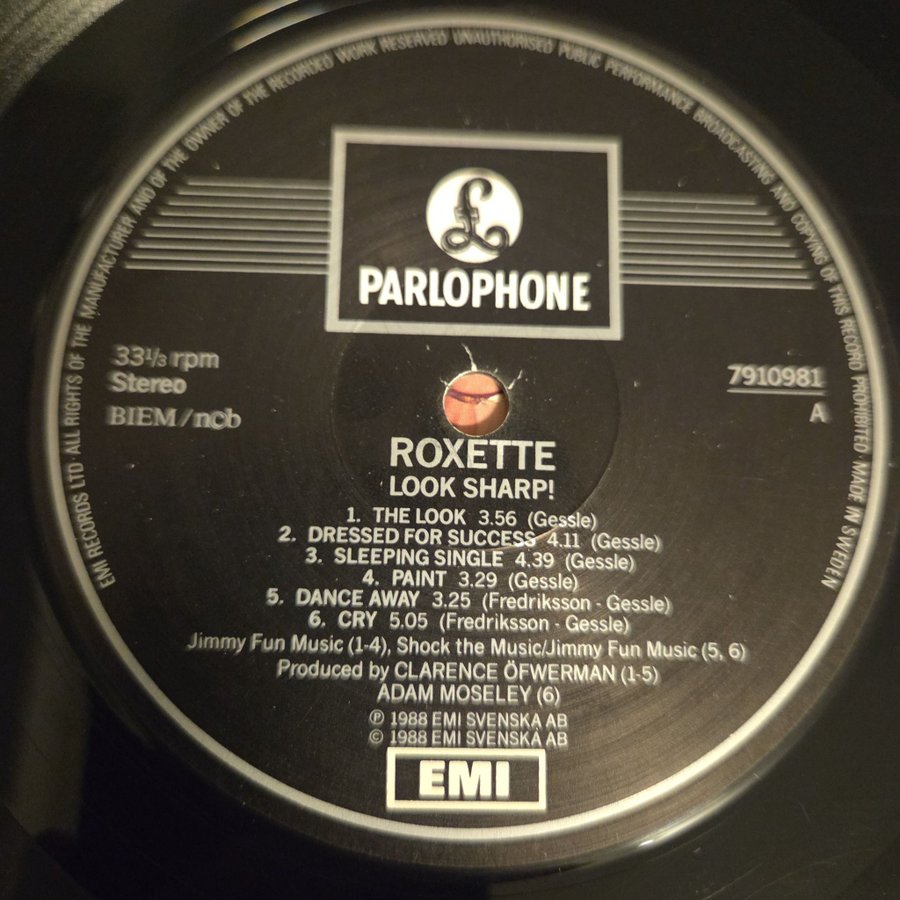 EMI RECORDS LTD ALL RIGHTS OF THE MANUFACTURER AND OF THE OWNER OF THE RECORDED WORK RESERVED UNAUTHORISED PUBLIC PERFORMANCE BROADCASTING AND COPYING OF THIS RECORD PROHIBITED MADE IN SWEDEN
£
PARLOPHONE
33⅓ rpm
Stereo
BIEM/ncb
7910981
A
ROXETTE
LOOK SHARP!
1. THE LOOK 3.56 (Gessle)
2. DRESSED FOR SUCCESS 4.11 (Gessle)
3. SLEEPING SINGLE 4.39 (Gessle)
4. PAINT 3.29 (Gessle)
5. DANCE AWAY 3.25 (Fredriksson - Gessle)
6. CRY 5.05 (Fredriksson - Gessle)
Jimmy Fun Music (1-4), Shock the Music/Jimmy Fun Music (5, 6)
Produced by CLARENCE ÖFWERMAN (1-5)
ADAM MOSELEY (6)
℗ 1988 EMI SVENSKA AB
© 1988 EMI SVENSKA AB
EMI